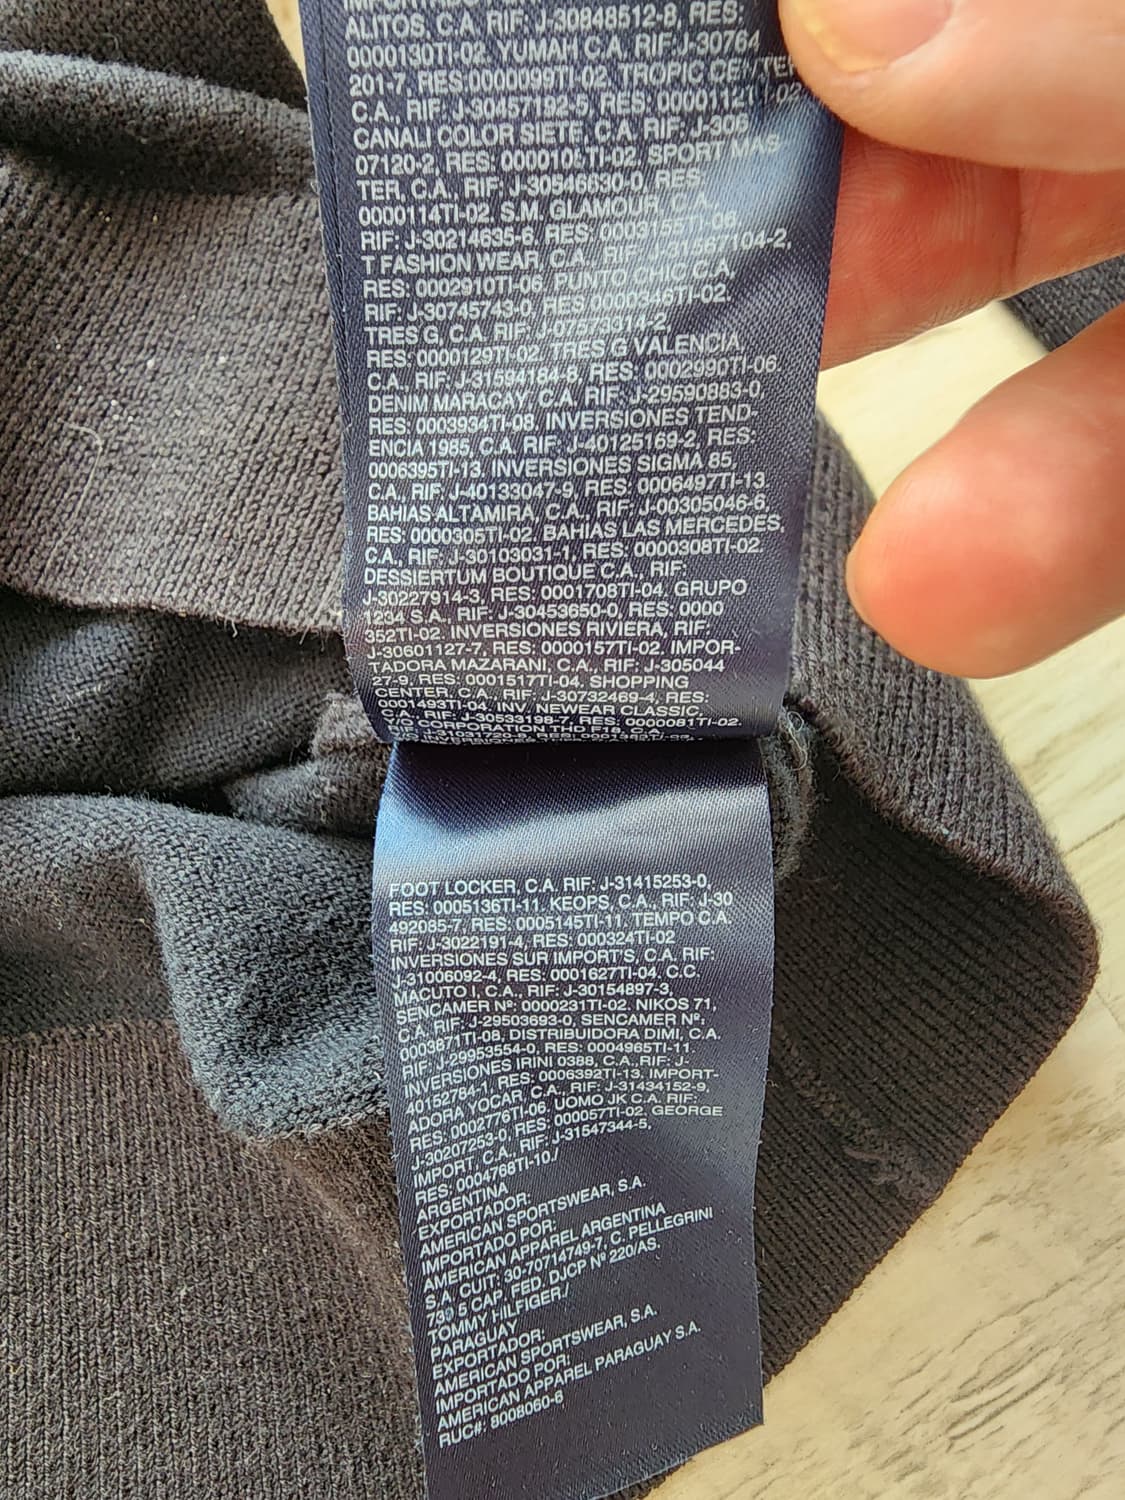 ALITOS, C.A. RIF: J-30848512-8, RES:
0000130TI-02. YUMAH C.A. RIF.J-30764
201-7, RES:0000099TI-02. TROPIC CENTER
C.A., RIF: J-30457192-5, RES: 0000112TI-02
CANALI COLOR SIETE, C.A. RIF: J-306
07120-2, RES: 0000108TI-02. SPORT MAS
TER, C.A., RIF: J-30546630-0, RES:
0000114TI-02. S.M. GLAMOUR, C.A.
RIF: J-30214635-6, RES: 0003155TI-06.
T FASHION WEAR, C.A., RIF: J-31567104-2,
RES: 0002910TI-06. PUNTO CHIC C.A.
RIF: J-30745743-0, RES:0000346TI-02.
TRES G, C.A. RIF: J-07573314-2,
RES: 0000129TI-02. TRES G VALENCIA
C.A., RIF: J-31594184-8, RES: 0002990TI-06.
DENIM MARACAY, C.A. RIF: J-29590883-0
RES: 0003934TI-08. INVERSIONES TEND-
ENCIA 1985, C.A. RIF: J-40125169-2, RES:
0006395TI-13. INVERSIONES SIGMA 85,
C.A., RIF: J-40133047-9, RES: 0006497TI-13.
BAHIAS ALTAMIRA, C.A., RIF: J-00305046-6,
RES: 0000305TI-02. BAHIAS LAS MERCEDES,
C.A., RIF: J-30103031-1, RES: 0000308TI-02.
DESSIERTUM BOUTIQUE C.A., RIF:
J-30227914-3, RES: 0001708TI-04. GRUPO
1234 S.A., RIF: J-30453650-0, RES: 0000
352TI-02. INVERSIONES RIVIERA, RIF.
J-30601127-7, RES: 0000157TI-02. IMPOR-
TADORA MAZARANI, C.A., RIF: J-305044
27-9, RES: 0001517TI-04. SHOPPING
CENTER, C.A., RIF: J-30732469-4, RES:
0001493TI-04. INV. NEWEAR CLASSIC,
C.A., RIF: J-30533198-7, RES: 0000081TI-02.
CORPORATION THD F18, C.A.
FOOT LOCKER, C.A. RIF: J-31415253-0,
RES: 0005136TI-11. KEOPS, C.A., RIF: J-30
492085-7, RES: 0005145TI-11, TEMPO C.A.
RIF: J-3022191-4, RES: 000324TI-02
INVERSIONES SUR IMPORT'S, C.A. RIF:
J-31006092-4, RES: 0001627TI-04. C.C.
MACUTO I, C.A., RIF: J-30154897-3,
SENCAMER Nº: 0000231TI-02. NIKOS 71,
C.A. RIF: J-29503693-0, SENCAMER Nº.
0003871TI-08, DISTRIBUIDORA DIMI, C.A.
RIF: J-29953554-0, RES: 0004965TI-11.
INVERSIONES IRINI 0388, C.A. RIF: J-
40152784-1, RES: 0006392TI-13. IMPORT-
ADORA YOCAR, C.A., RIF: J-31434152-9,
RES: 0002776TI-06. UOMO JK C.A. RIF:
J-30207253-0, RES: 000057TI-02. GEORGE
IMPORT, C.A., RIF: J-31547344-5,
RES: 0004768TI-10./
ARGENTINA
EXPORTADOR:
AMERICAN SPORTSWEAR, S.A.
IMPORTADO POR:
AMERICAN APPAREL ARGENTINA
S.A. CUIT: 30-70714749-7, C. PELLEGRINI
739 5 CAP. FED. DJCP Nº 220/AS.
TOMMY HILFIGER./
PARAGUAY
EXPORTADOR:
AMERICAN SPORTSWEAR, S.A.
IMPORTADO POR:
AMERICAN APPAREL PARAGUAY S.A.
RUC#: 8008060-6